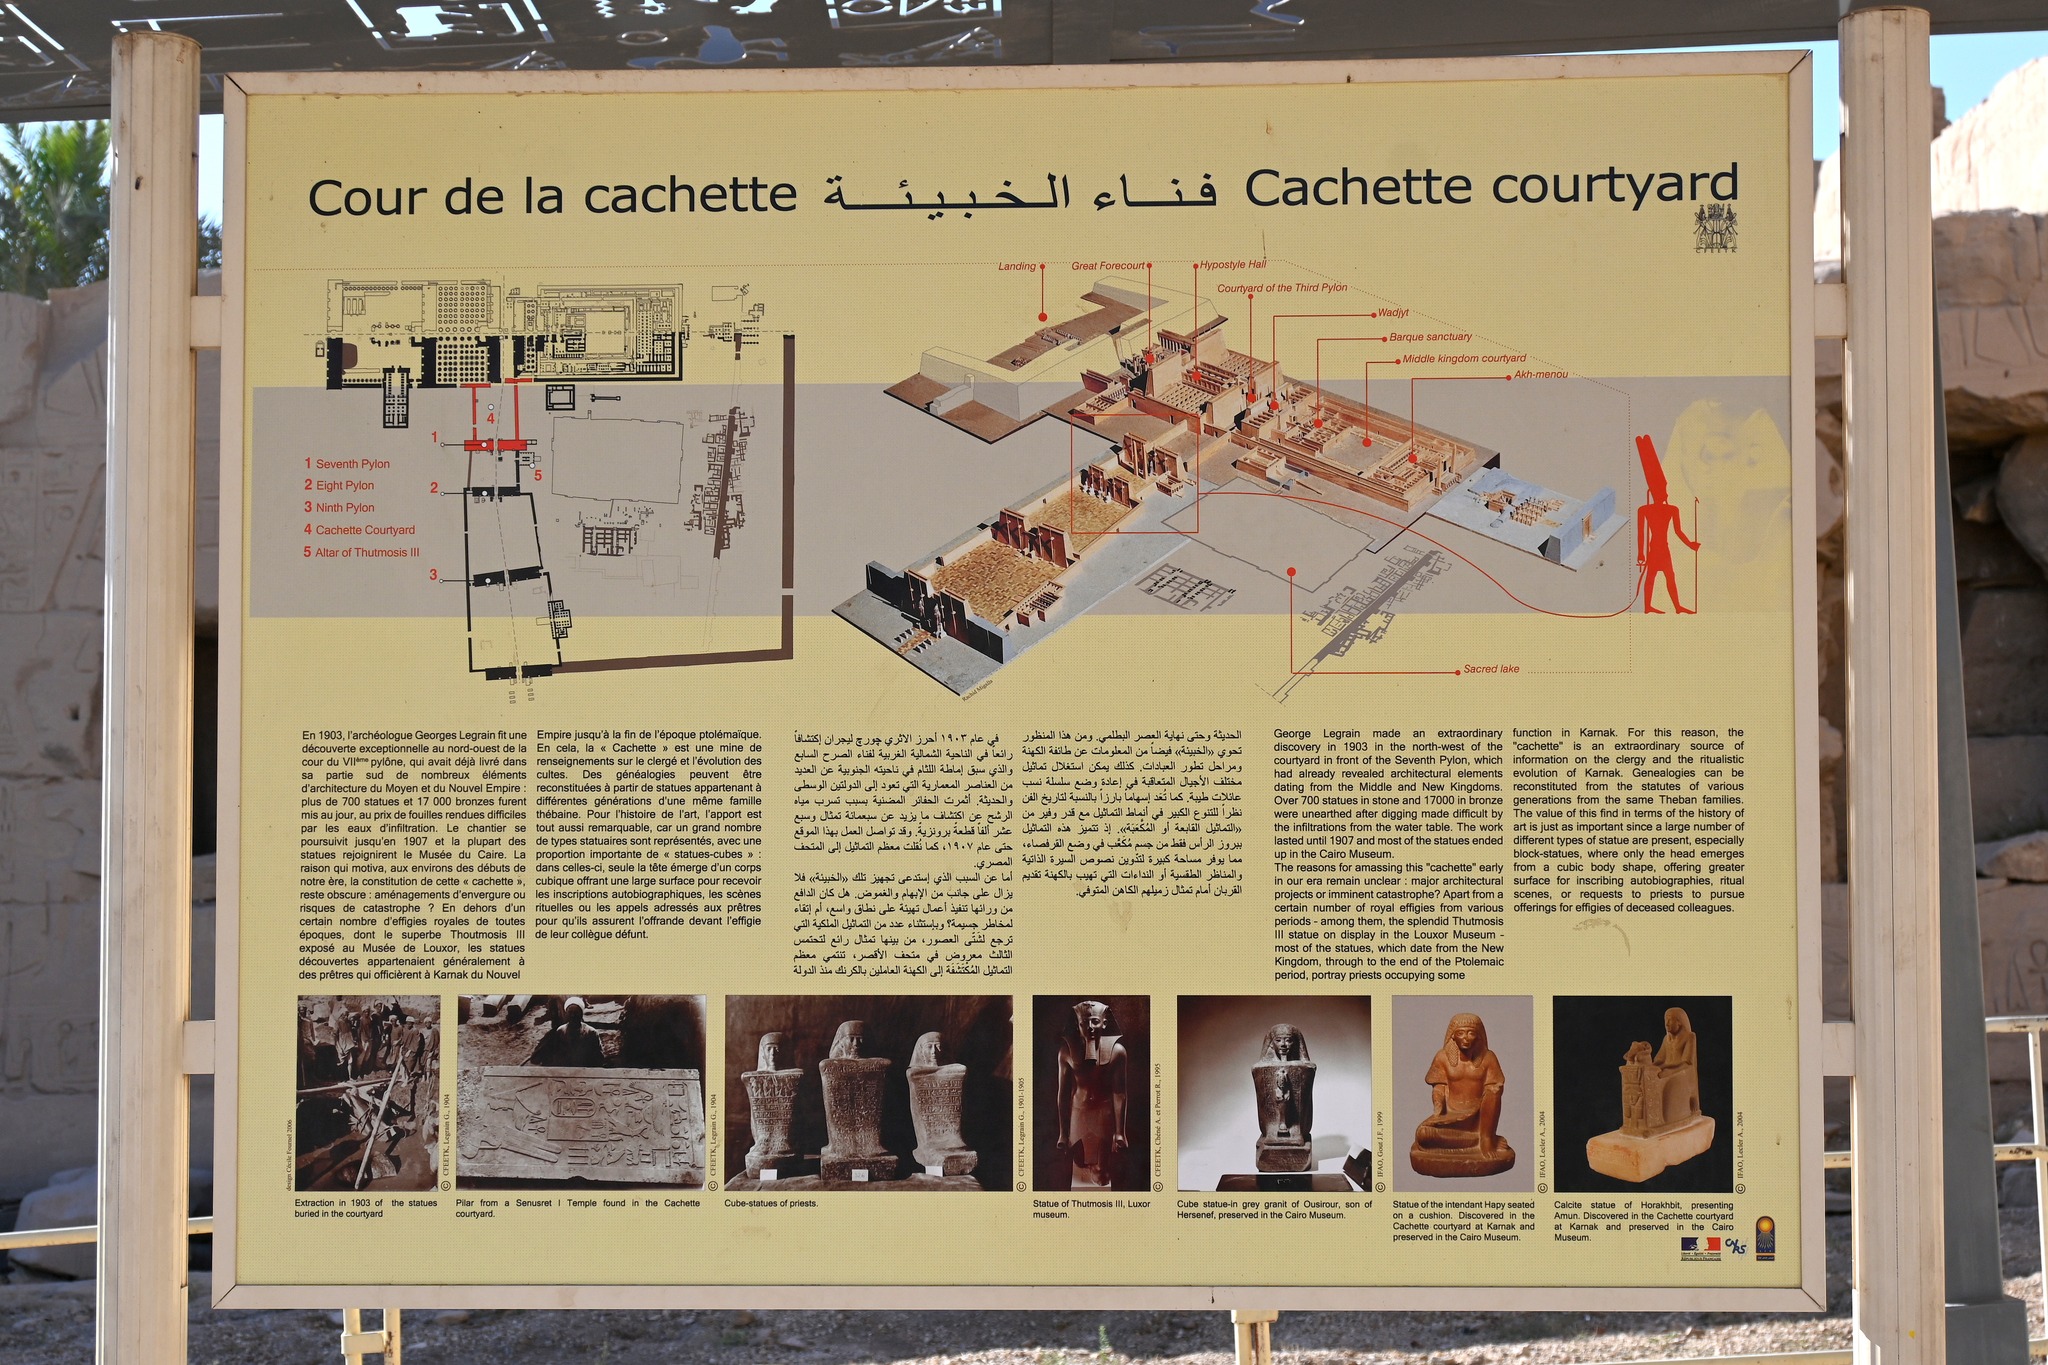 Cour de la cachette فناء الخبيئة Cachette courtyard
CFEETK
Landing
Great Forecourt
Hypostyle Hall
Courtyard of the Third Pylon
Wadjyt
Barque sanctuary
Middle kingdom courtyard
Akh-menou
Sacred lake
Rachid Migalla
4
1
5
2
3
1 Seventh Pylon
2 Eight Pylon
3 Ninth Pylon
4 Cachette Courtyard
5 Altar of Thutmosis III
En 1903, l'archéologue Georges Legrain fit une
découverte exceptionnelle au nord-ouest de la
cour du VIIème pylône, qui avait déjà livré dans
sa partie sud de nombreux éléments
d'architecture du Moyen et du Nouvel Empire :
plus de 700 statues et 17 000 bronzes furent
mis au jour, au prix de fouilles rendues difficiles
par les eaux d'infiltration. Le chantier se
poursuivit jusqu'en 1907 et la plupart des
statues rejoignirent le Musée du Caire. La
raison qui motiva, aux environs des débuts de
notre ère, la constitution de cette « cachette »,
reste obscure : aménagements d'envergure ou
risques de catastrophe ? En dehors d'un
certain nombre d'effigies royales de toutes
époques, dont le superbe Thoutmosis III
exposé au Musée de Louxor, les statues
découvertes appartenaient généralement à
des prêtres qui officièrent à Karnak du Nouvel
Empire jusqu'à la fin de l'époque ptolémaïque.
En cela, la « Cachette » est une mine de
renseignements sur le clergé et l'évolution des
cultes. Des généalogies peuvent être
reconstituées à partir de statues appartenant à
différentes générations d'une même famille
thébaine. Pour l'histoire de l'art, l'apport est
tout aussi remarquable, car un grand nombre
de types statuaires sont représentés, avec une
proportion importante de « statues-cubes » :
dans celles-ci, seule la tête émerge d'un corps
cubique offrant une large surface pour recevoir
les inscriptions autobiographiques, les scènes
rituelles ou les appels adressés aux prêtres
pour qu'ils assurent l'offrande devant l'effigie
de leur collègue défunt.
في عام ١٩٠٣ أحرز الاثري چورچ ليجران إكتشافاً
رائعاً في الناحية الشمالية الغربية لفناء الصرح السابع
والذي سبق إماطة اللثام في ناحيته الجنوبية عن العديد
من العناصر المعمارية التي تعود إلى الدولتين الوسطى
والحديثة. أثمرت الحفائر المضنية بسبب تسرب مياه
الرشح عن اكتشاف ما يزيد عن سبعمائة تمثال وسبع
عشر ألفاً قطعةً برونزية. وقد تواصل العمل بهذا الموقع
حتى عام ١٩٠٧، كما نُقلت معظم التماثيل إلى المتحف
المصري.
أما عن السبب الذي إستدعى تجهيز تلك «الخبيئة» فلا
يزال على جانب من الإبهام والغموض. هل كان الدافع
من ورائها تنفيذ أعمال تهيئة على نطاق واسع، أم إتقاء
لمخاطر جسيمة؟ وبإستثناء عدد من التماثيل الملكية التي
ترجع لشتّى العصور، من بينها تمثال رائع لتحتمس
الثالث معروض في متحف الأقصر، تنتمي معظم
التماثيل المُكْتَشَفَة إلى الكهنة العاملين بالكرنك منذ الدولة
الحديثة وحتى نهاية العصر البطلمي. ومن هذا المنظور
تحوي «الخبيئة» فيضاً من المعلومات عن طائفة الكهنة
ومراحل تطور العبادات. كذلك يمكن استغلال تماثيل
مختلف الأجيال المتعاقبة في إعادة وضع سلسلة نسب
عائلات طيبة. كما تُعَد إسهاماً بارزاً بالنسبة لتاريخ الفن
نظراً للتنوع الكبير في أنماط التماثيل مع قدر وفير من
«التماثيل القابعة أو المُكَعَّبَة». إذ تتميز هذه التماثيل
ببروز الرأس فقط من جسم مكعّب في وضع القرفصاء،
مما يوفر مساحة كبيرة لتدوين نصوص السيرة الذاتية
والمناظر الطقسية أو النداءات التي تهيب بالكهنة تقديم
القربان أمام تمثال زميلهم الكاهن المتوفي.
George Legrain made an extraordinary
discovery in 1903 in the north-west of the
courtyard in front of the Seventh Pylon, which
had already revealed architectural elements
dating from the Middle and New Kingdoms.
Over 700 statues in stone and 17000 in bronze
were unearthed after digging made difficult by
the infiltrations from the water table. The work
lasted until 1907 and most of the statues ended
up in the Cairo Museum.
The reasons for amassing this "cachette" early
in our era remain unclear : major architectural
projects or imminent catastrophe? Apart from a
certain number of royal effigies from various
periods - among them, the splendid Thutmosis
III statue on display in the Louxor Museum -
most of the statues, which date from the New
Kingdom, through to the end of the Ptolemaic
period, portray priests occupying some
function in Karnak. For this reason, the
"cachette" is an extraordinary source of
information on the clergy and the ritualistic
evolution of Karnak. Genealogies can be
reconstituted from the statues of various
generations from the same Theban families.
The value of this find in terms of the history of
art is just as important since a large number of
different types of statue are present, especially
block-statues, where only the head emerges
from a cubic body shape, offering greater
surface for inscribing autobiographies, ritual
scenes, or requests to priests to pursue
offerings for effigies of deceased colleagues.
design Cécile Fournel 2006
© CFEETK, Legrain G., 1904
Extraction in 1903 of the statues
buried in the courtyard
© CFEETK, Legrain G., 1904
Pilar from a Senusret I Temple found in the Cachette
courtyard.
© CFEETK, Legrain G., 1901-1905
Cube-statues of priests.
© CFEETK, Chéné A. et Perrot R., 1995
Statue of Thutmosis III, Luxor
museum.
© IFAO, Gout J.F., 1999
Cube statue-in grey granit of Ousirour, son of
Hersenef, preserved in the Cairo Museum.
© IFAO, Lecler A., 2004
Statue of the intendant Hapy seated
on a cushion. Discovered in the
Cachette courtyard at Karnak and
preserved in the Cairo Museum.
© IFAO, Lecler A., 2004
Calcite statue of Horakhbit, presenting
Amun. Discovered in the Cachette courtyard
at Karnak and preserved in the Cairo
Museum.
CNRS